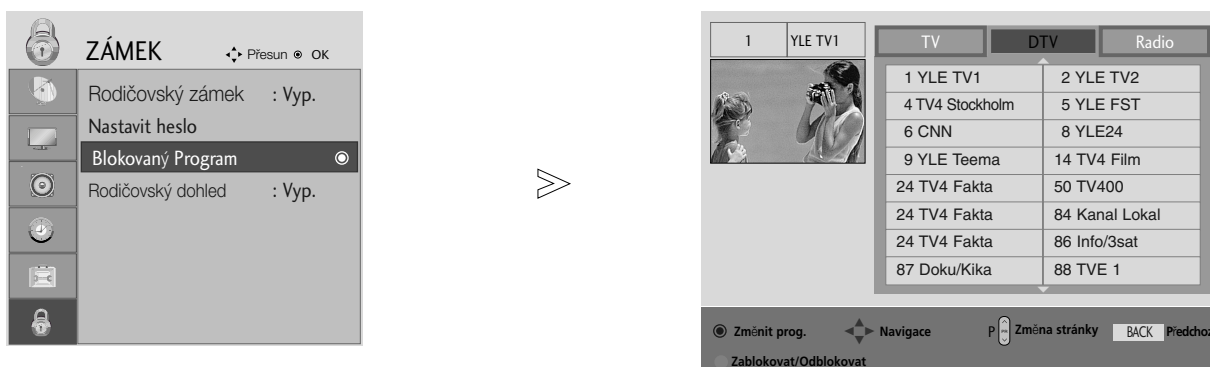 ZÁMEK
Přesun OK
Rodičovský zámek : Vyp.
Nastavit heslo
Blokovaný Program
Rodičovský dohled : Vyp.
1 YLE TV1
TV DTV Radio
1 YLE TV1 2 YLE TV2
4 TV4 Stockholm 5 YLE FST
6 CNN 8 YLE24
9 YLE Teema 14 TV4 Film
24 TV4 Fakta 50 TV400
24 TV4 Fakta 84 Kanal Lokal
24 TV4 Fakta 86 Info/3sat
87 Doku/Kika 88 TVE 1
Změnit prog. Navigace P Změna stránky BACK
Zablokovat/Odblokovat